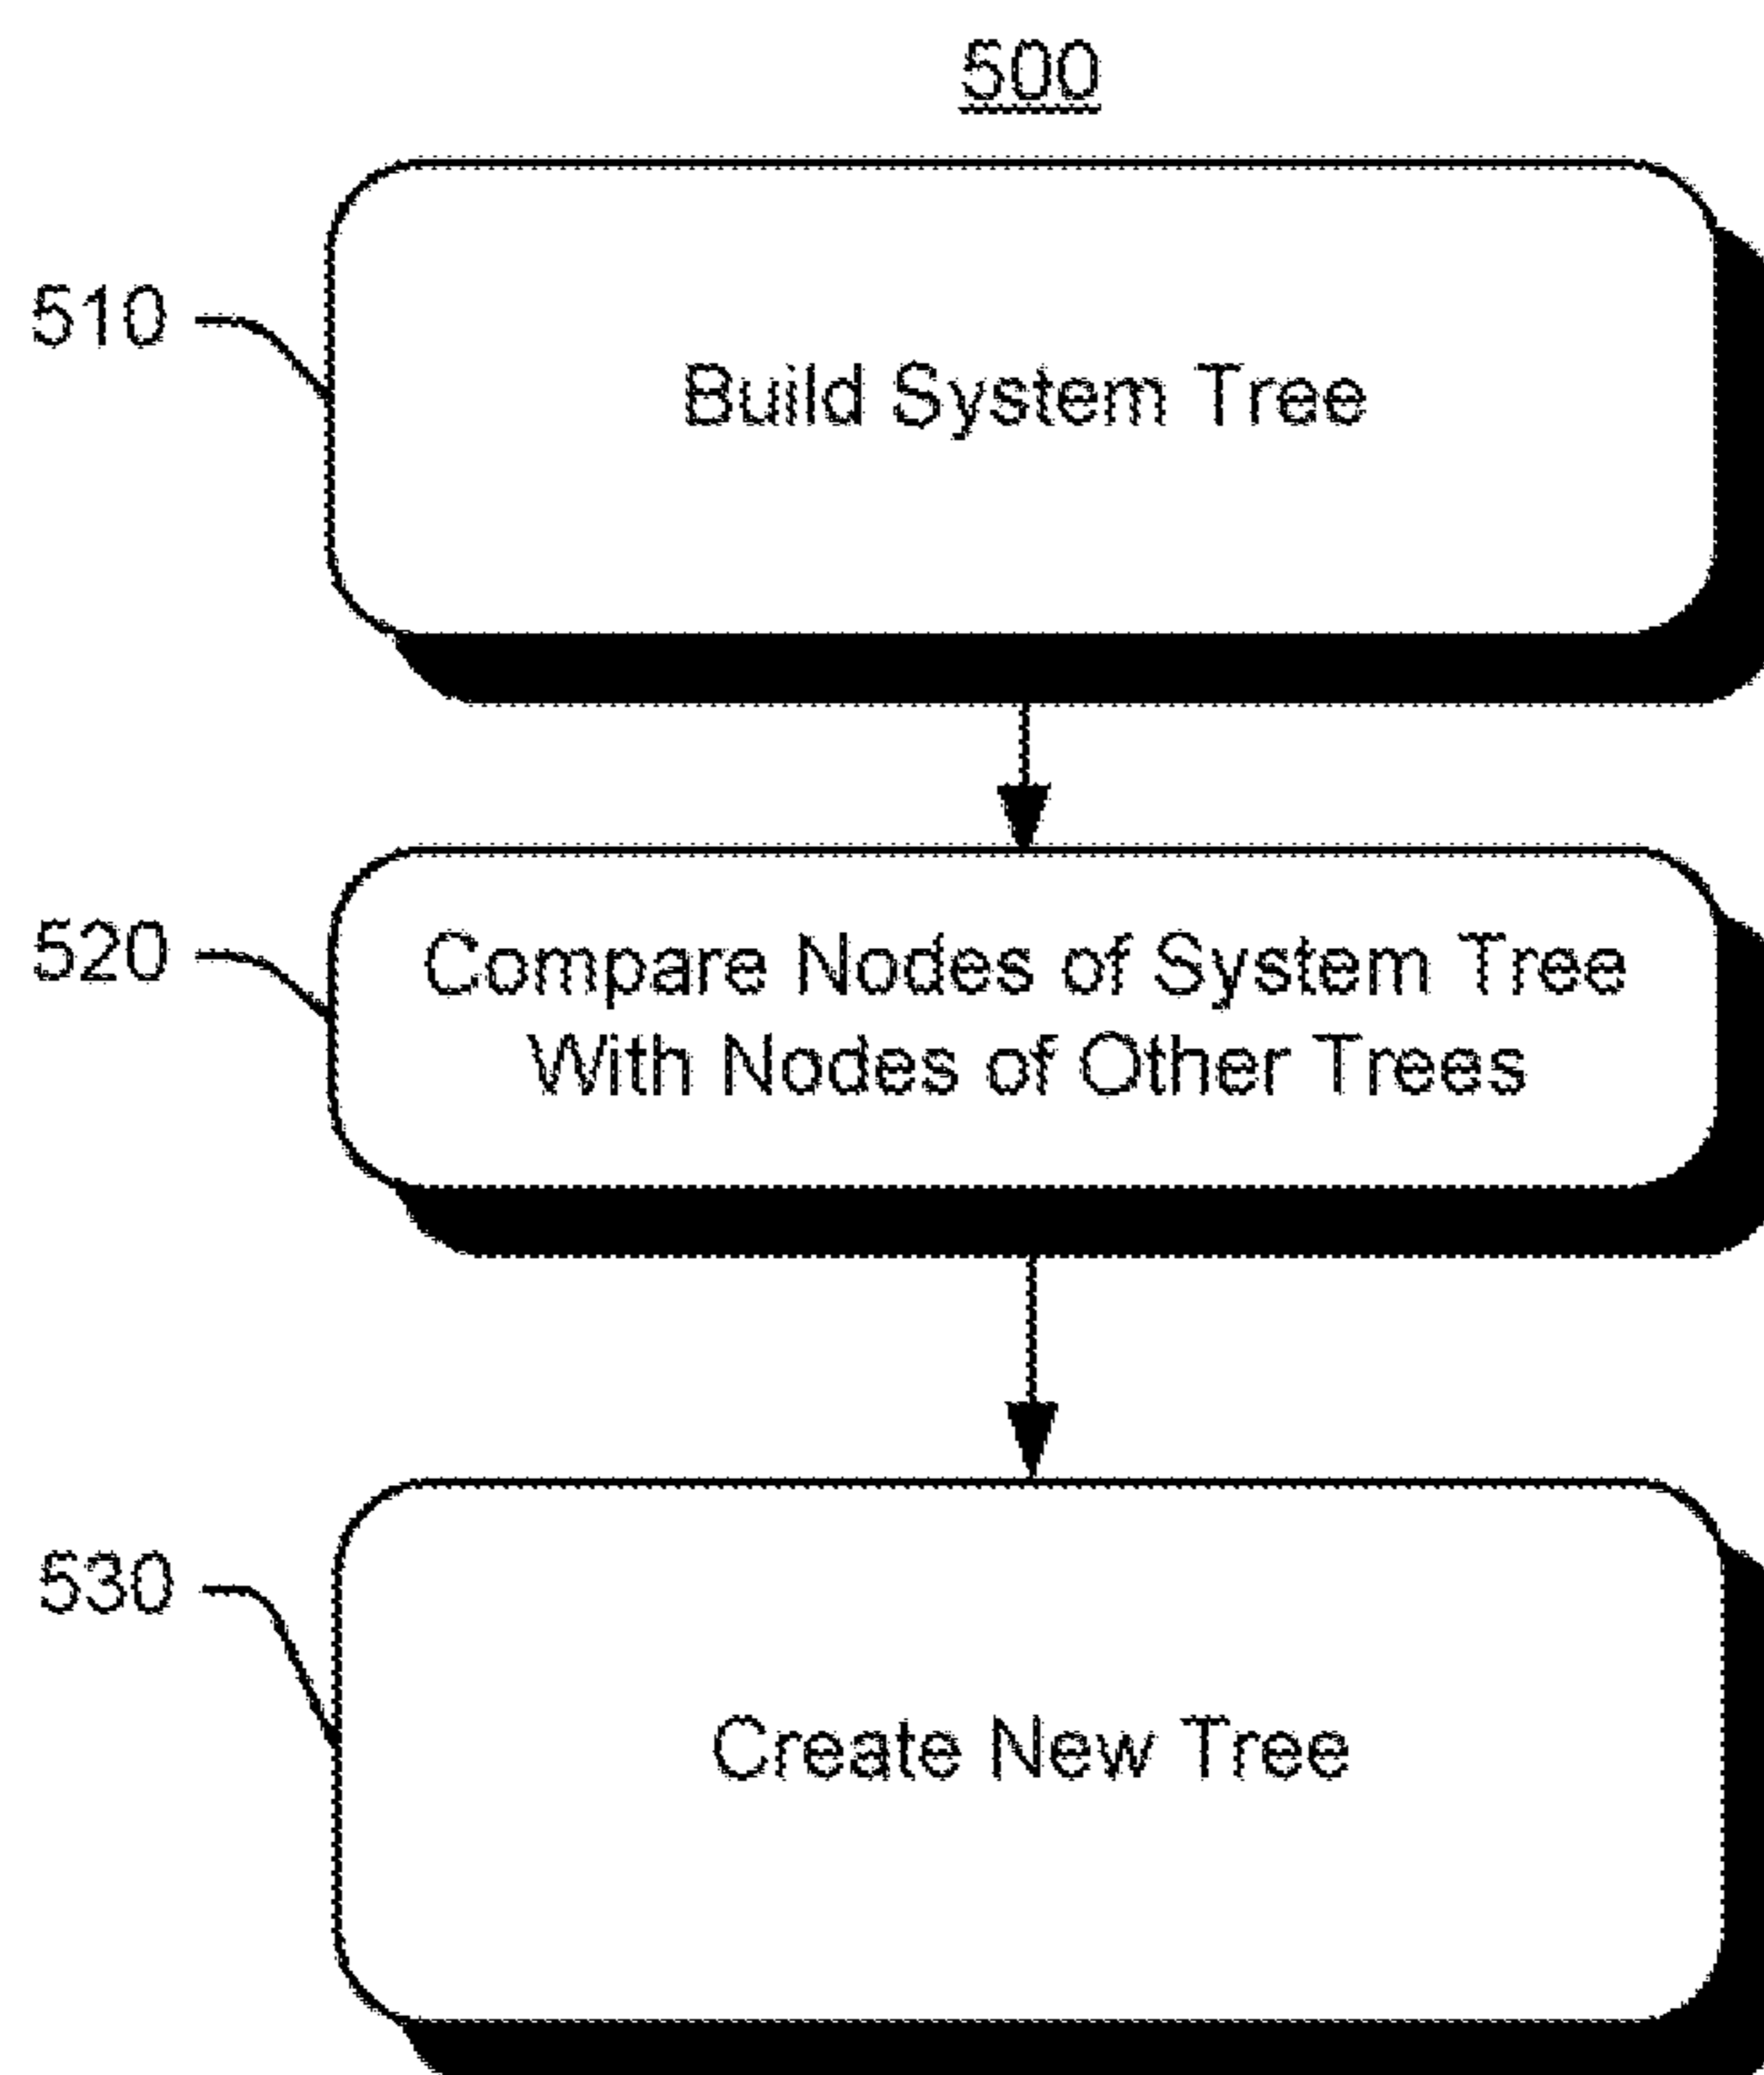 500
510
Build System Tree
520
Compare Nodes of System Tree
With Nodes of Other Trees
530
Create New Tree